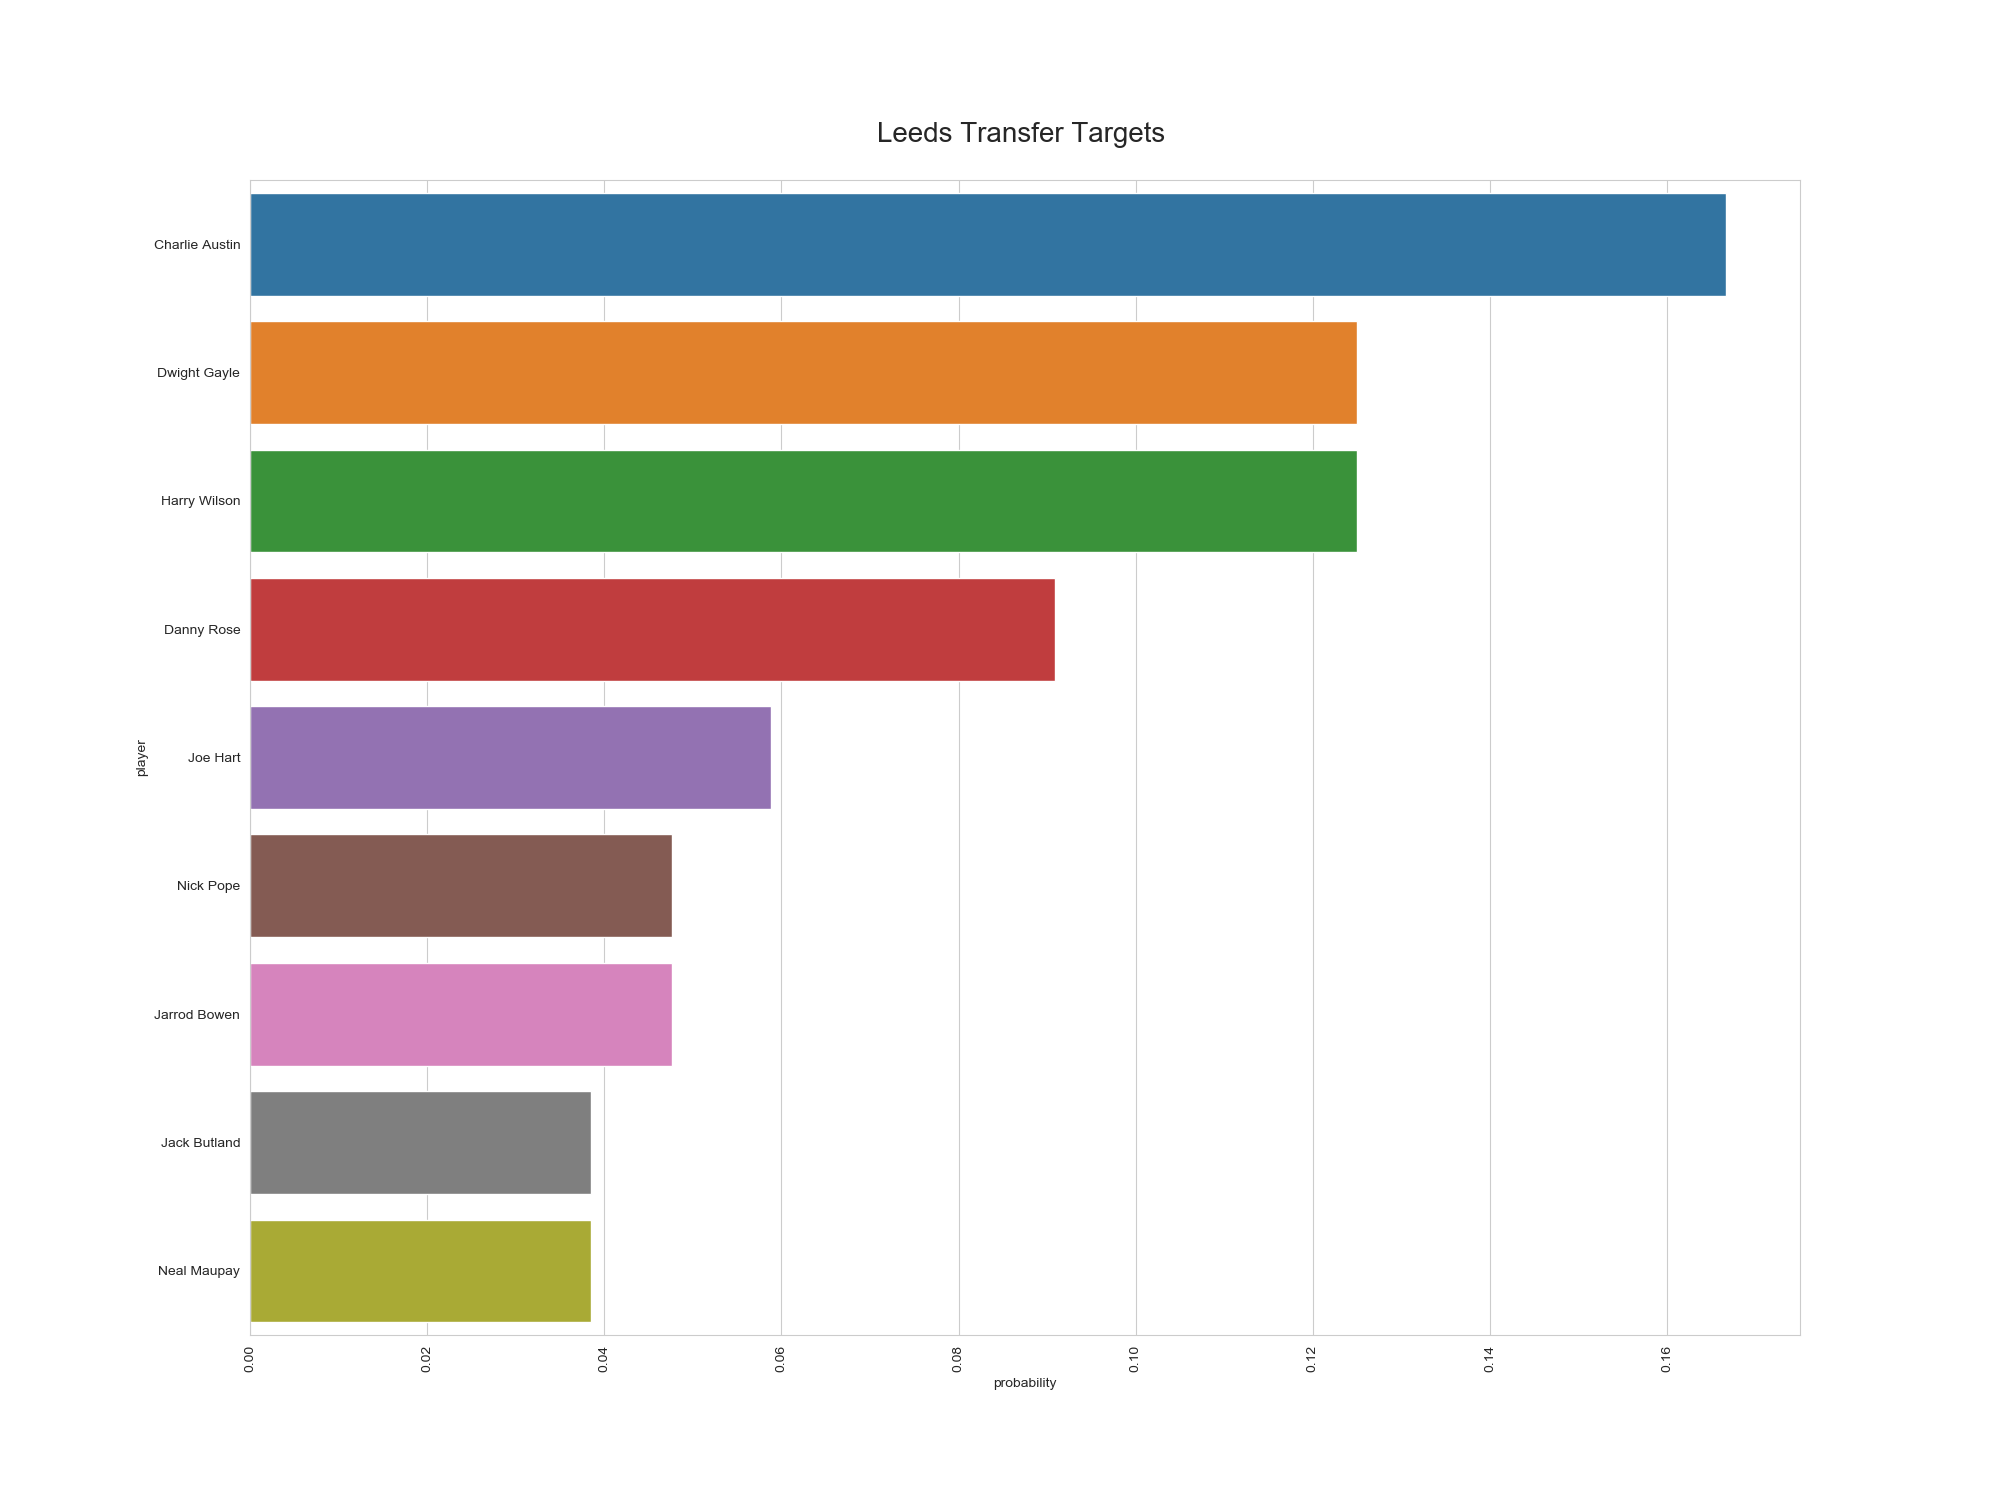 Leeds Transfer Targets
Charlie Austin
Dwight Gayle
Harry Wilson
Danny Rose
Joe Hart
Nick Pope
Jarrod Bowen
Jack Butland
Neal Maupay
player
0.00 0.02 0.04 0.06 0.08 0.10 0.12 0.14 0.16
probability